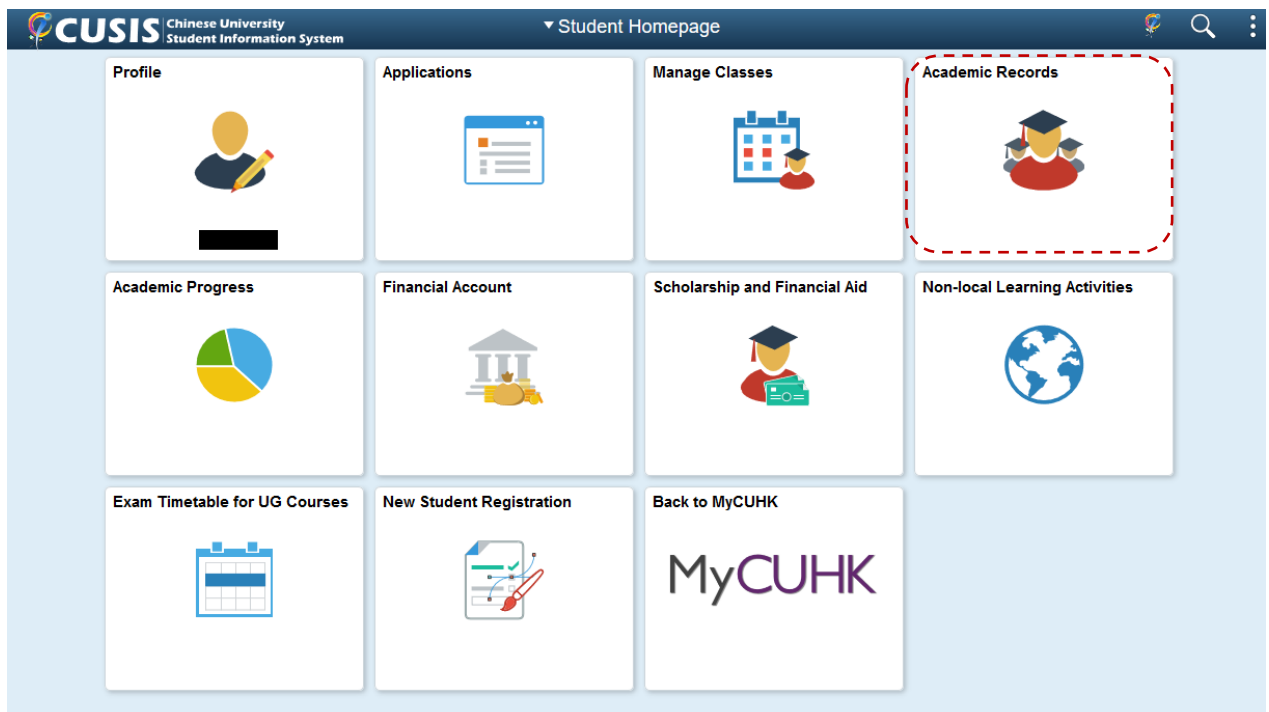 CUSIS Chinese University
Student Information System
Student Homepage
Profile
Applications
Manage Classes
Academic Records
Academic Progress
Financial Account
Scholarship and Financial Aid
Non-local Learning Activities
Exam Timetable for UG Courses
New Student Registration
Back to MyCUHK
MyCUHK